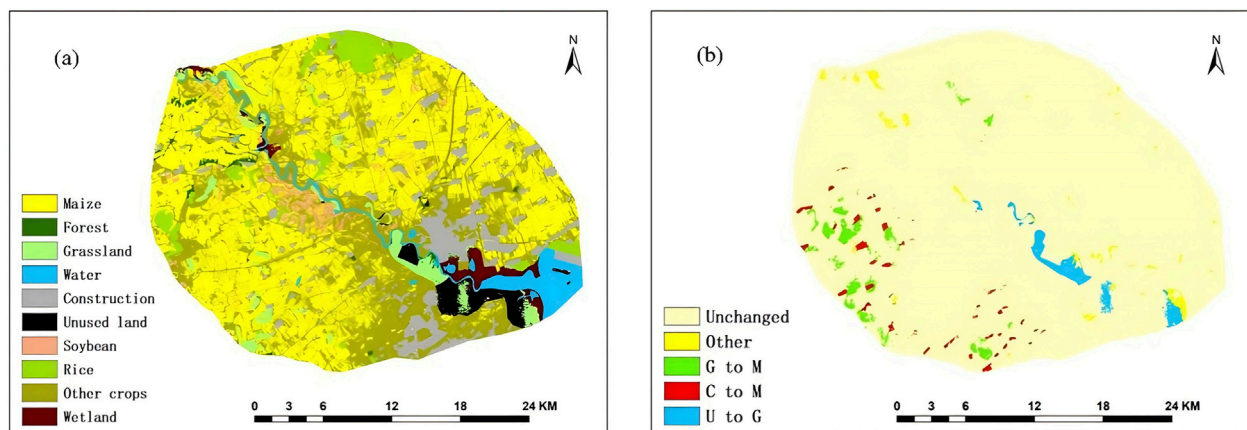 (a)
N
Maize
Forest
Grassland
Water
Construction
Unused land
Soybean
Rice
Other crops
Wetland
0 3 6 12 18 24 KM
(b)
N
Unchanged
Other
G to M
C to M
U to G
0 3 6 12 18 24 KM